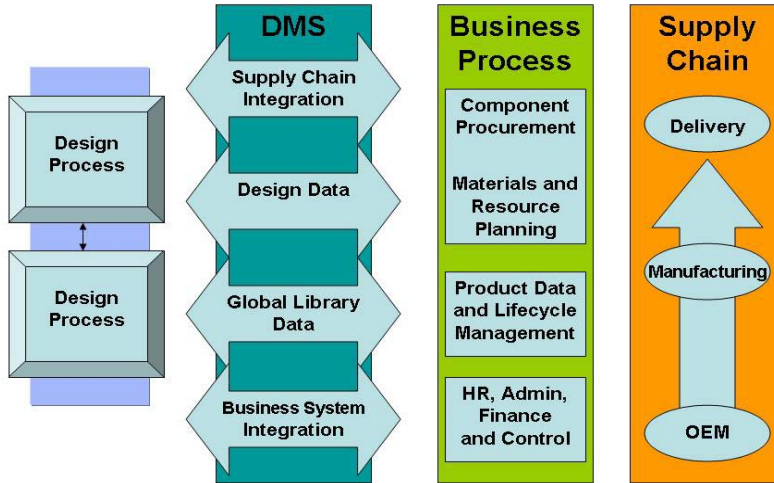 Design
Process
Design
Process
DMS
Supply Chain
Integration
Design Data
Global Library
Data
Business System
Integration
Business
Process
Component
Procurement
Materials and
Resource
Planning
Product Data
and Lifecycle
Management
HR, Admin,
Finance
and Control
Supply
Chain
Delivery
Manufacturing
OEM